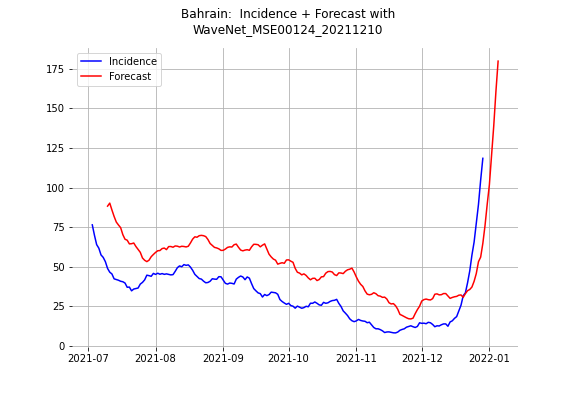 Bahrain:  Incidence + Forecast with
WaveNet_MSE00124_20211210
Incidence
Forecast
175
150
125
100
75
50
25
0
2021-07 2021-08 2021-09 2021-10 2021-11 2021-12 2022-01